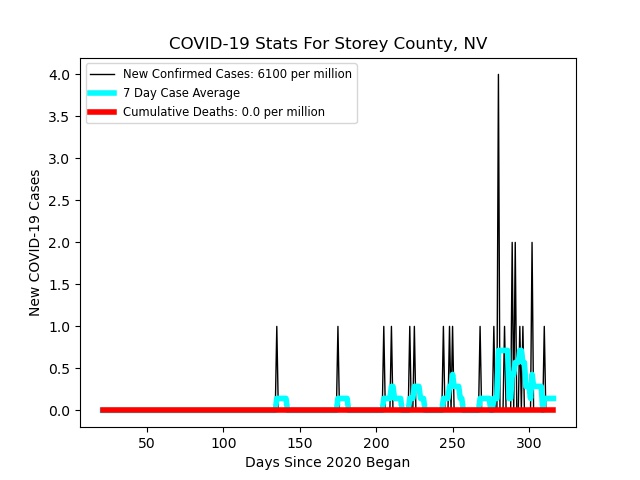 COVID-19 Stats For Storey County, NV
New Confirmed Cases: 6100 per million
7 Day Case Average
Cumulative Deaths: 0.0 per million
New COVID-19 Cases
4.0
3.5
3.0
2.5
2.0
1.5
1.0
0.5
0.0
50 100 150 200 250 300
Days Since 2020 Began